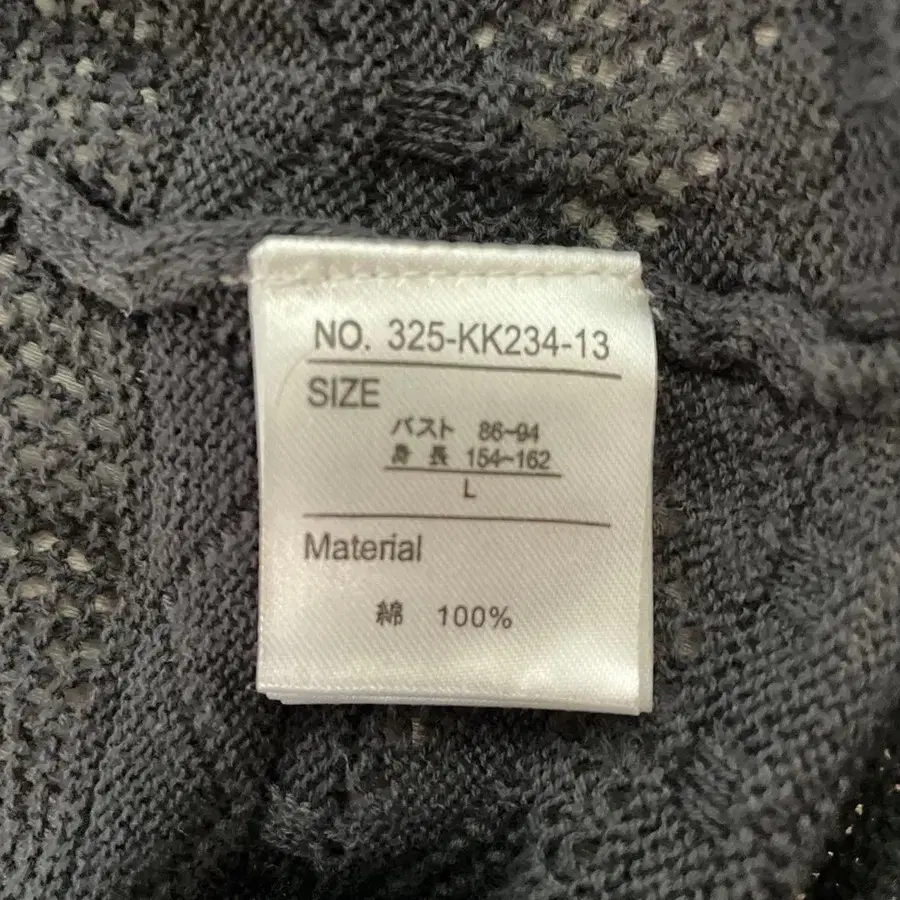 NO. 325-KK234-13
SIZE
バスト 86-94
身長 154~162
L
Material
綿 100%